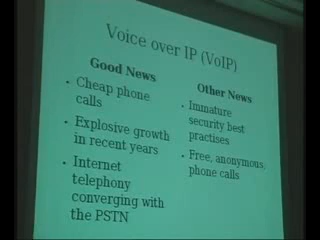 Voice over IP (VoIP)
Good News
• Cheap phone
calls
• Explosive growth
in recent years
• Internet
telephony
converging with
the PSTN
Other News
• Immature
security best
practises
• Free, anonymous,
phone calls